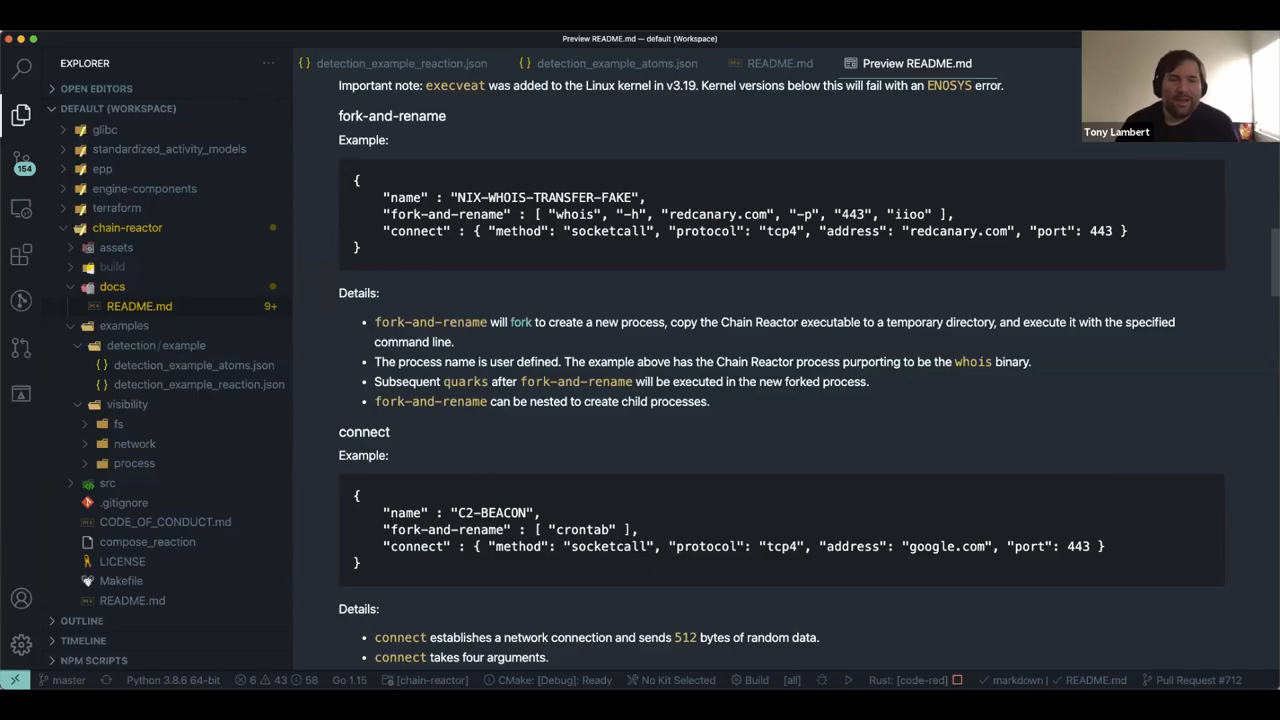 Preview README.md — default (Workspace)
EXPLORER
OPEN EDITORS
DEFAULT (WORKSPACE)
glibc
standardized_activity_models
epp
engine-components
terraform
chain-reactor
assets
build
docs
README.md 9+
examples
detection/example
detection_example_atoms.json
detection_example_reaction.json
visibility
fs
network
process
src
.gitignore
CODE_OF_CONDUCT.md
compose_reaction
LICENSE
Makefile
README.md
OUTLINE
TIMELINE
NPM SCRIPTS
154
detection_example_reaction.json
detection_example_atoms.json
README.md
Preview README.md
Important note: execveat was added to the Linux kernel in v3.19. Kernel versions below this will fail with an ENOSYS error.
fork-and-rename
Example:
{
"name" : "NIX-WHOIS-TRANSFER-FAKE",
"fork-and-rename" : [ "whois", "-h", "redcanary.com", "-p", "443", "iioo" ],
"connect" : { "method": "socketcall", "protocol": "tcp4", "address": "redcanary.com", "port": 443 }
}
Details:
• fork-and-rename will fork to create a new process, copy the Chain Reactor executable to a temporary directory, and execute it with the specified
command line.
• The process name is user defined. The example above has the Chain Reactor process purporting to be the whois binary.
• Subsequent quarks after fork-and-rename will be executed in the new forked process.
• fork-and-rename can be nested to create child processes.
connect
Example:
{
"name" : "C2-BEACON",
"fork-and-rename" : [ "crontab" ],
"connect" : { "method": "socketcall", "protocol": "tcp4", "address": "google.com", "port": 443 }
}
Details:
• connect establishes a network connection and sends 512 bytes of random data.
• connect takes four arguments.
Tony Lambert
master Python 3.8.6 64-bit 6 43 58 Go 1.15 [chain-reactor] CMake: [Debug]: Ready No Kit Selected Build [all] Rust: [code-red] markdown | README.md Pull Request #712